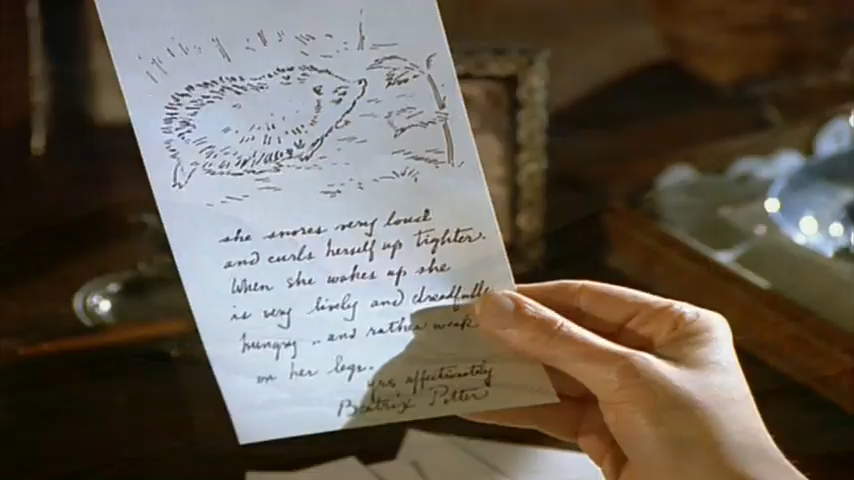 she snores very loud
and curls herself up tighter.
When she wakes up she
is very lively and dreadfully
hungry .. and rather weak
on her legs.
yrs affectionately
Beatrix Potter